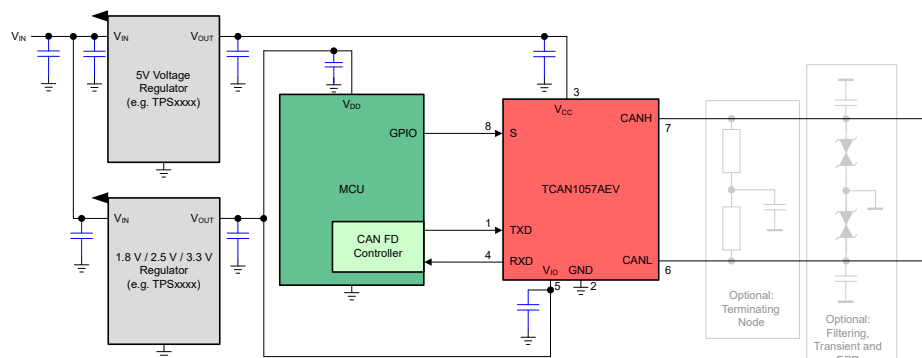 VIN
VIN
VOUT
5V Voltage
Regulator
(e.g. TPSxxxx)
VDD
GPIO
MCU
CAN FD
Controller
3
VCC
CANH
7
8
S
TCAN1057AEV
1
TXD
4
RXD
VIO
GND
CANL
6
5
2
VIN
VOUT
1.8 V / 2.5 V / 3.3 V
Regulator
(e.g. TPSxxxx)
Optional:
Terminating
Node
Optional:
Filtering,
Transient and